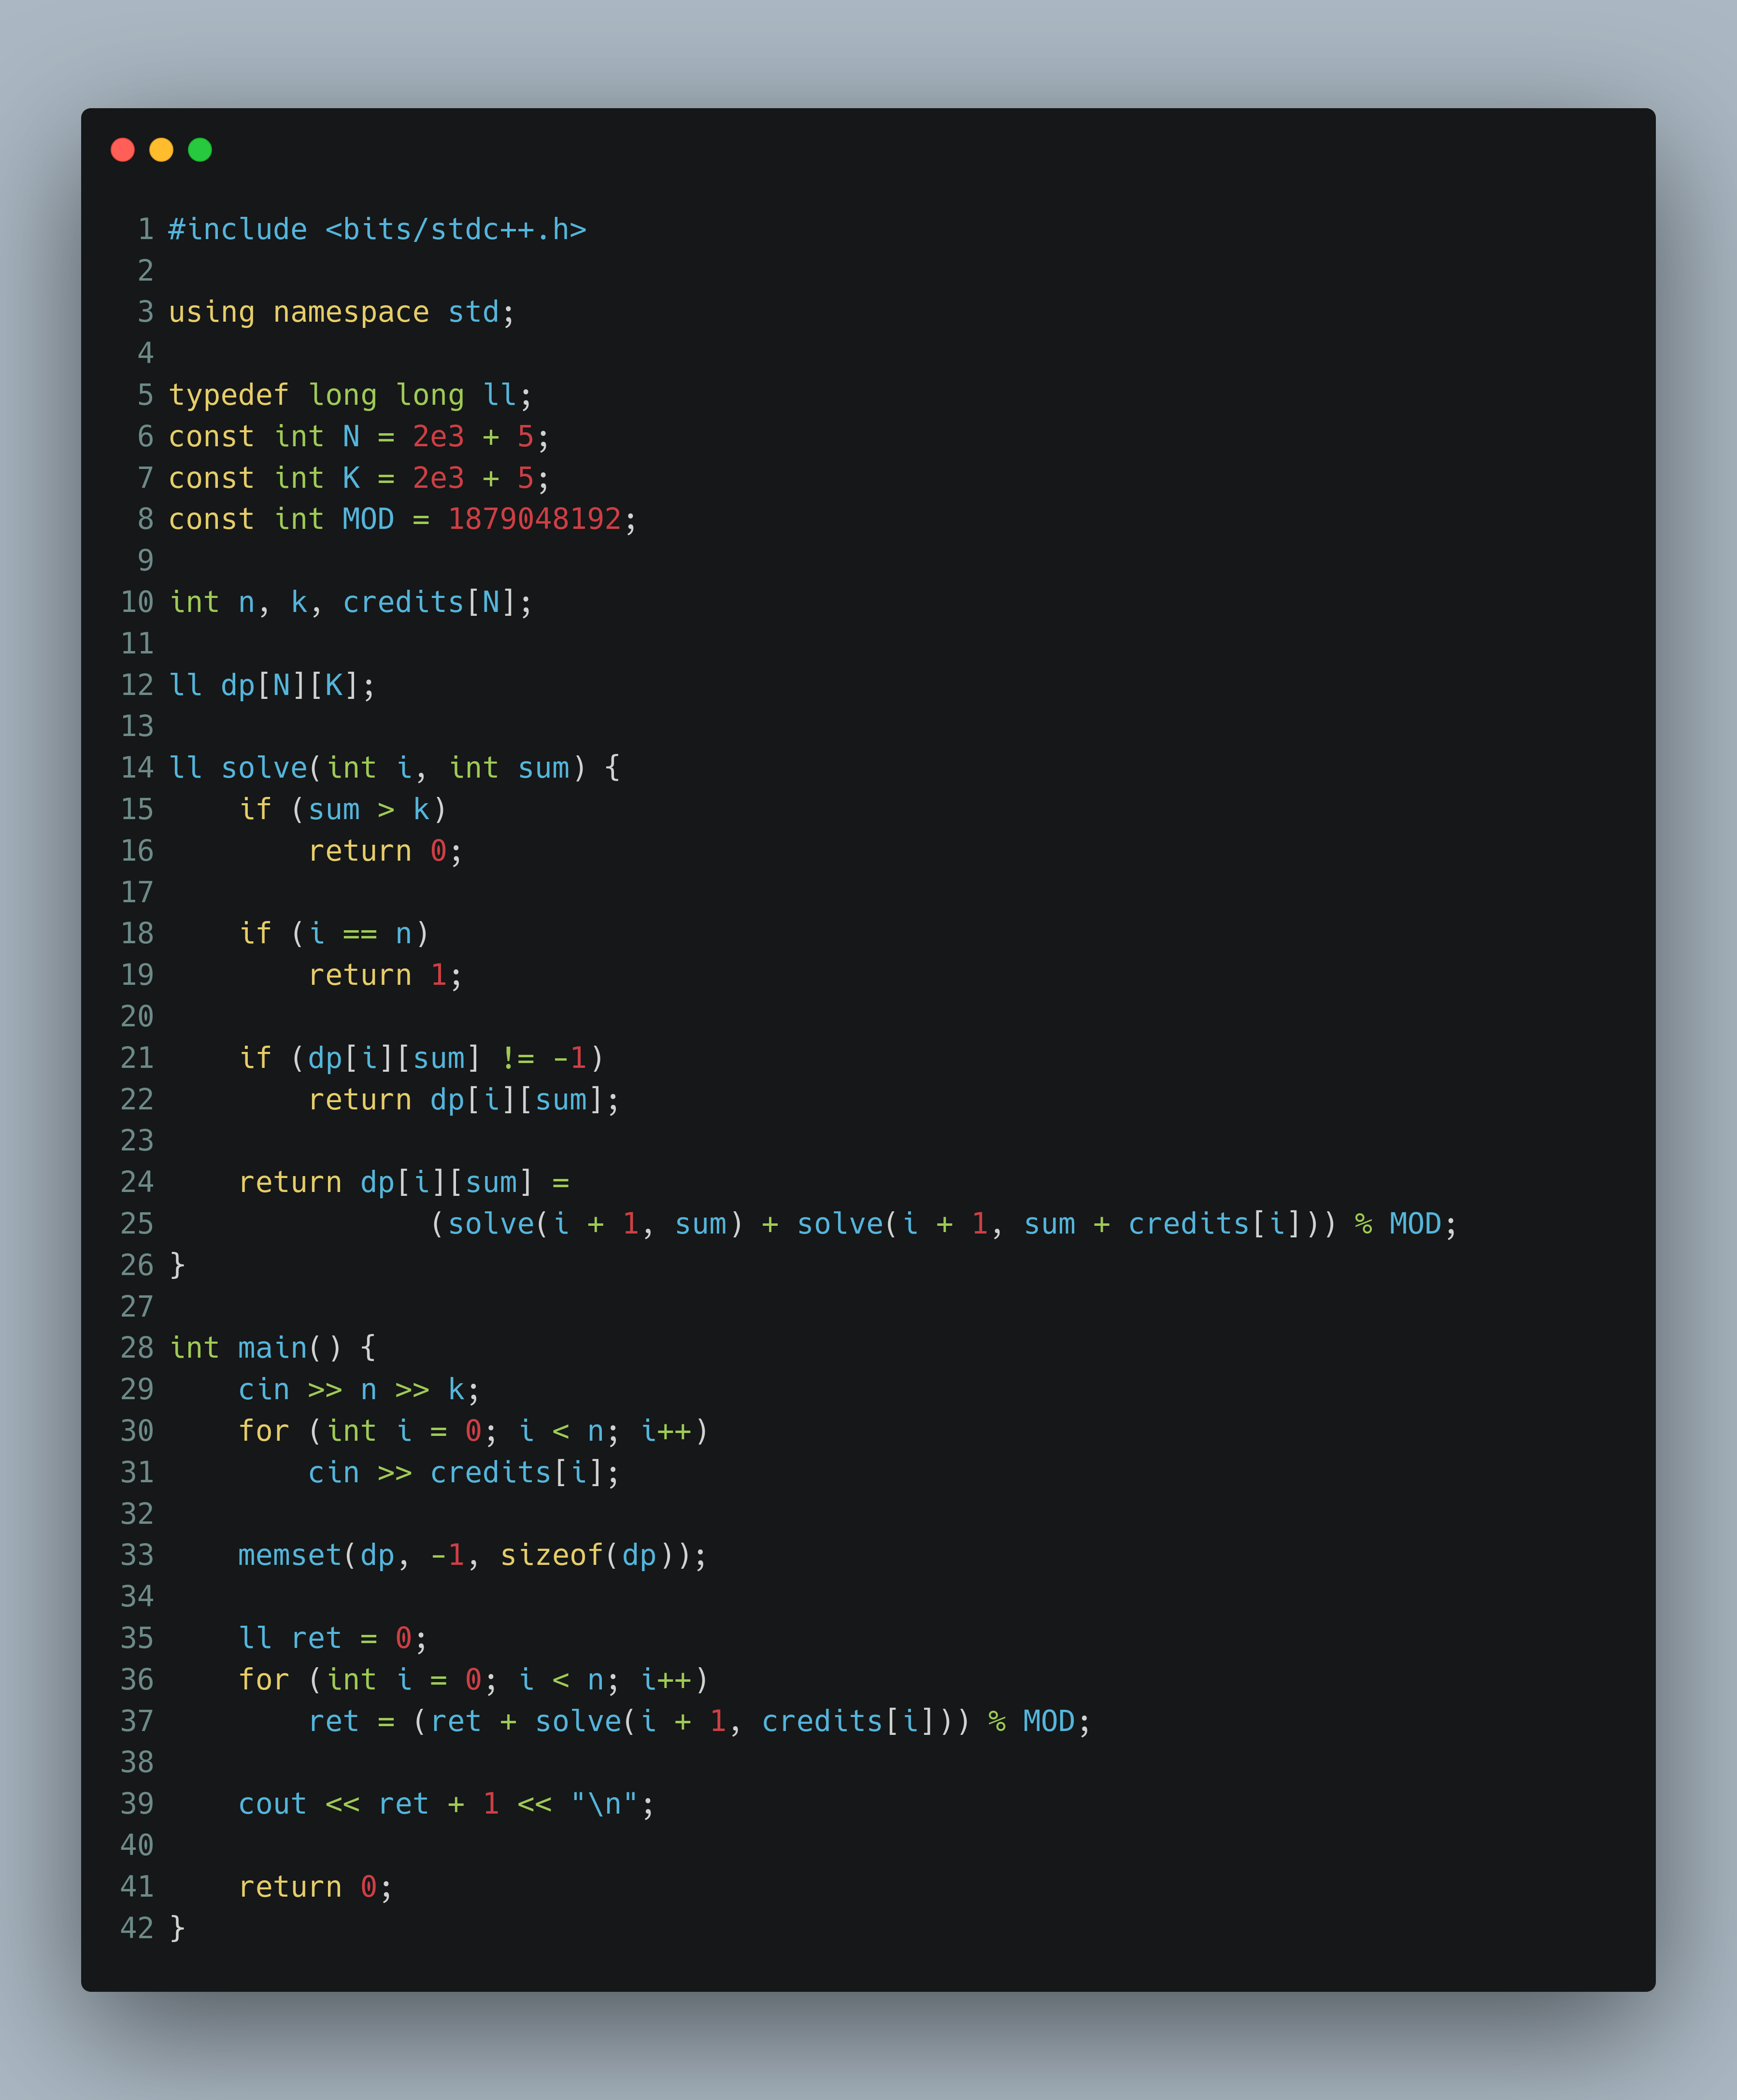 1 #include <bits/stdc++.h>
2
3 using namespace std;
4
5 typedef long long ll;
6 const int N = 2e3 + 5;
7 const int K = 2e3 + 5;
8 const int MOD = 1879048192;
9
10 int n, k, credits[N];
11
12 ll dp[N][K];
13
14 ll solve(int i, int sum) {
15     if (sum > k)
16         return 0;
17
18     if (i == n)
19         return 1;
20
21     if (dp[i][sum] != -1)
22         return dp[i][sum];
23
24     return dp[i][sum] =
25                (solve(i + 1, sum) + solve(i + 1, sum + credits[i])) % MOD;
26 }
27
28 int main() {
29     cin >> n >> k;
30     for (int i = 0; i < n; i++)
31         cin >> credits[i];
32
33     memset(dp, -1, sizeof(dp));
34
35     ll ret = 0;
36     for (int i = 0; i < n; i++)
37         ret = (ret + solve(i + 1, credits[i])) % MOD;
38
39     cout << ret + 1 << "\n";
40
41     return 0;
42 }